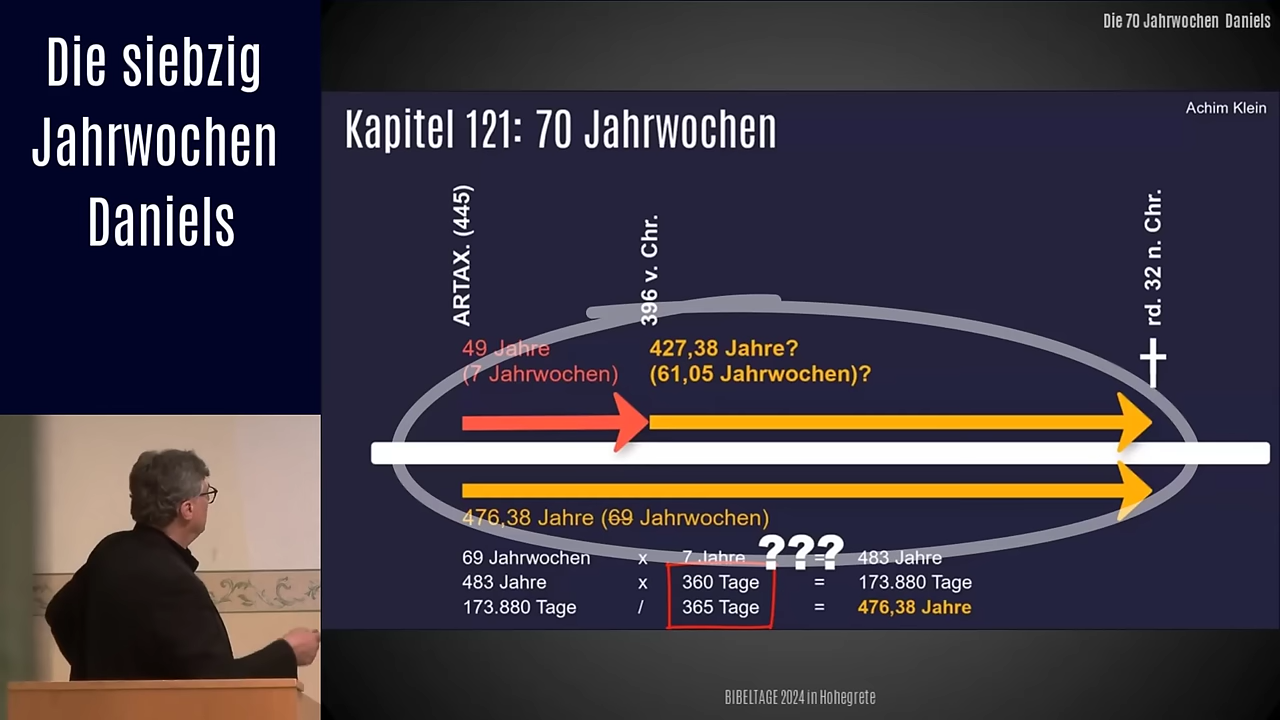 Die siebzig
Jahrwochen
Daniels
Die 70 Jahrwochen Daniels
Achim Klein
Kapitel 121: 70 Jahrwochen
ARTAX. (445)
396 v. Chr.
rd. 32 n. Chr.
49 Jahre
(7 Jahrwochen)
427,38 Jahre?
(61,05 Jahrwochen)?
476,38 Jahre (69 Jahrwochen)
???
69 Jahrwochen x 7 Jahre = 483 Jahre
483 Jahre x 360 Tage = 173.880 Tage
173.880 Tage / 365 Tage = 476,38 Jahre
BIBELTAGE 2024 in Hohegrete